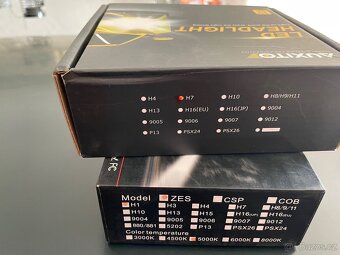 AUXITO
LED
HEADLIGHT
H4 H7 H10 H8/H9/H11
H13 H16(EU) H16(JP) 9004
9005 9006 9007 9012
P13 PSX24 PSX26
Model ZES CSP COB
H1 H3 H4 H7 H8/9/11
H10 H13 H15 H16(JP) H16(EU)
9004 9005 9006 9007 9012
880/881 5202 P13 PSX26 PSX24
Color temperature
3000K 4500K 5000K 6000K 8000K